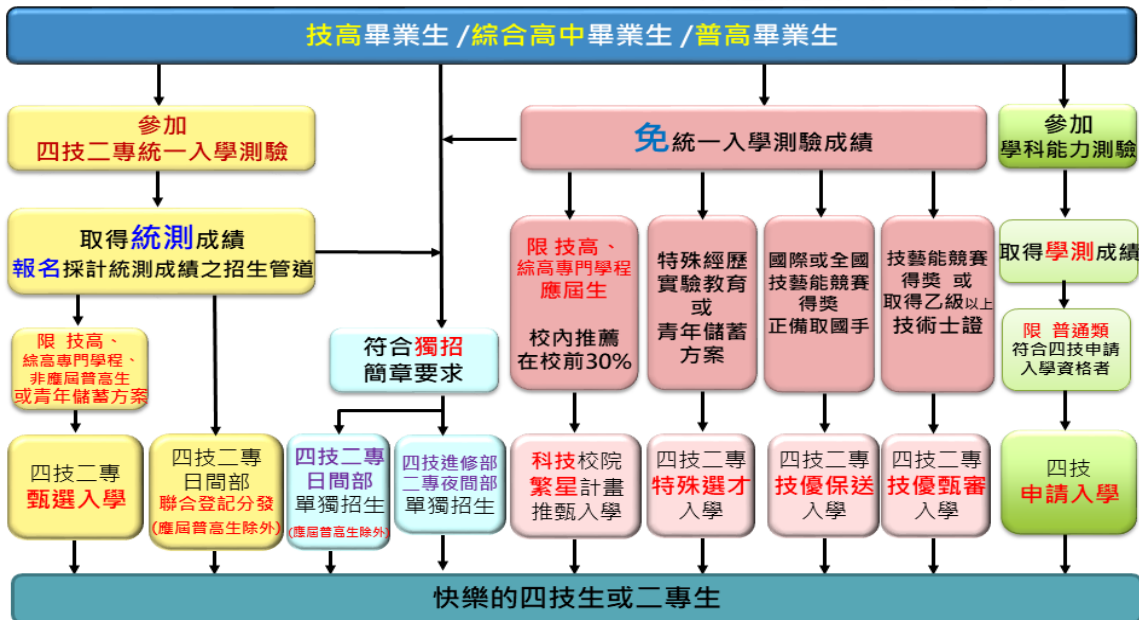 技高畢業生 /綜合高中畢業生 /普高畢業生
參加
四技二專統一入學測驗
免統一入學測驗成績
參加
學科能力測驗
取得統測成績
報名採計統測成績之招生管道
限 技高、
綜高專門學程
應屆生
校內推薦
在校前30%
特殊經歷
實驗教育
或
青年儲蓄
方案
國際或全國
技藝能競賽
得獎
正備取國手
技藝能競賽
得獎 或
取得乙級以上
技術士證
取得學測成績
限 技高、
綜高專門學程、
非應屆普高生
或青年儲蓄方案
符合獨招
簡章要求
限 普通類
符合四技申請
入學資格者
四技二專
甄選入學
四技二專
日間部
聯合登記分發
(應屆普高生除外)
四技二專
日間部
單獨招生
(應屆普高生除外)
四技進修部
二專夜間部
單獨招生
科技校院
繁星計畫
推甄入學
四技二專
特殊選才
入學
四技二專
技優保送
入學
四技二專
技優甄審
入學
四技
申請入學
快樂的四技生或二專生